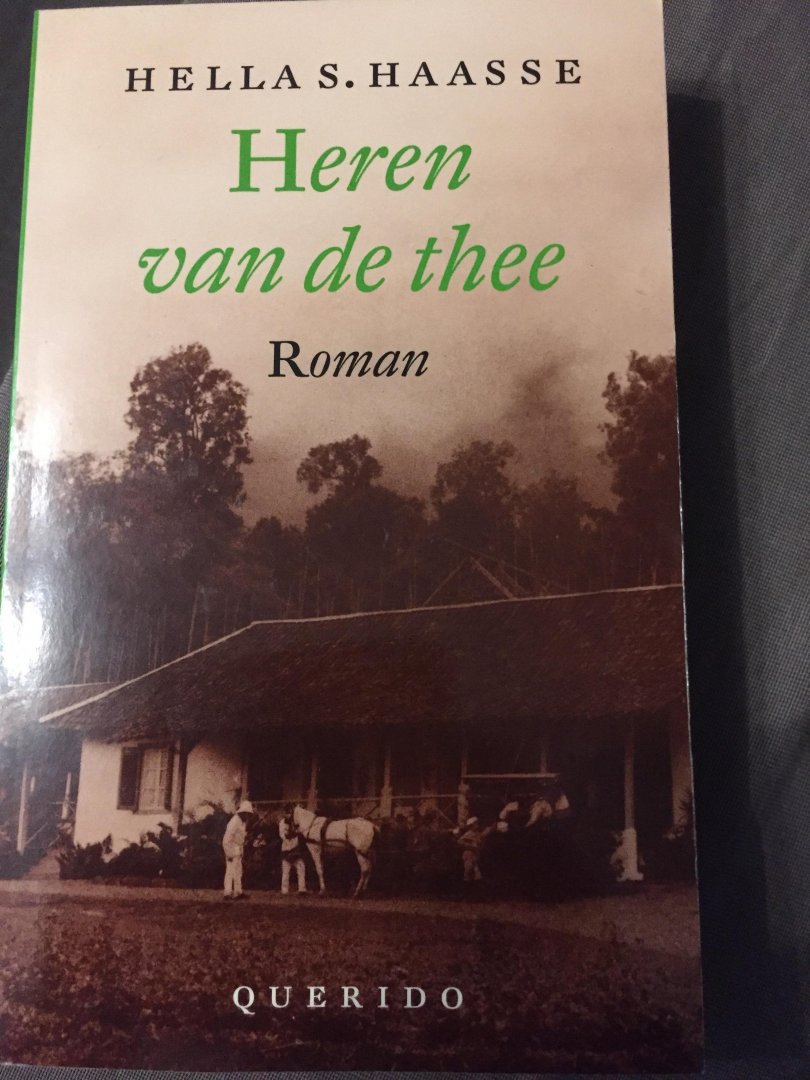 HELLA S. HAASSE
Heren
van de thee
Roman
QUERIDO